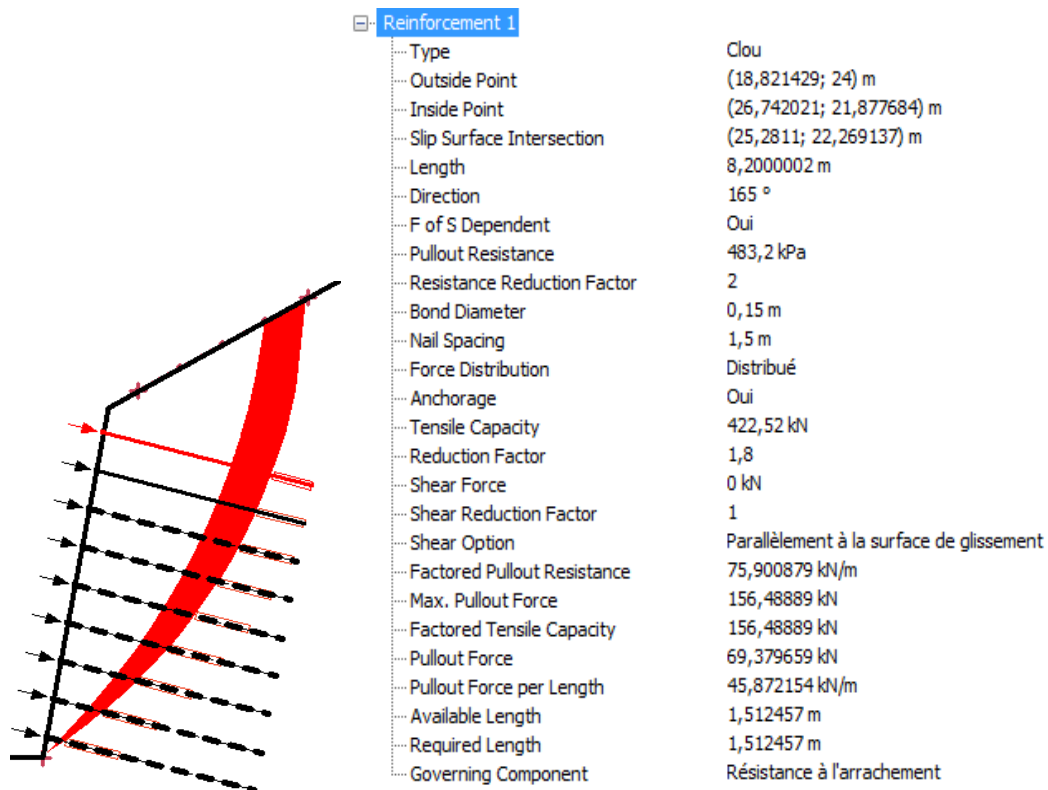 Reinforcement 1
Type Clou
Outside Point (18,821429; 24) m
Inside Point (26,742021; 21,877684) m
Slip Surface Intersection (25,2811; 22,269137) m
Length 8,2000002 m
Direction 165 °
F of S Dependent Oui
Pullout Resistance 483,2 kPa
Resistance Reduction Factor 2
Bond Diameter 0,15 m
Nail Spacing 1,5 m
Force Distribution Distribué
Anchorage Oui
Tensile Capacity 422,52 kN
Reduction Factor 1,8
Shear Force 0 kN
Shear Reduction Factor 1
Shear Option Parallèlement à la surface de glissement
Factored Pullout Resistance 75,900879 kN/m
Max. Pullout Force 156,48889 kN
Factored Tensile Capacity 156,48889 kN
Pullout Force 69,379659 kN
Pullout Force per Length 45,872154 kN/m
Available Length 1,512457 m
Required Length 1,512457 m
Governing Component Résistance à l'arrachement